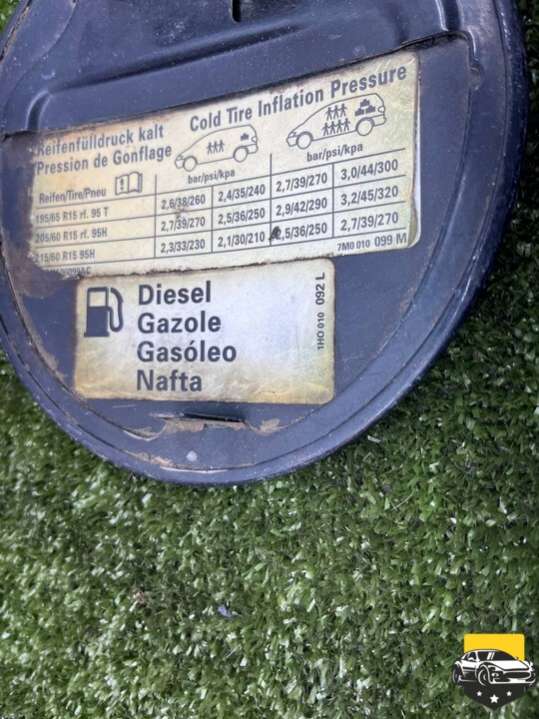 Reifenfülldruck kalt
Pression de Gonflage
Cold Tire Inflation Pressure
bar/psi/kpa
bar/psi/kpa
Reifen/Tire/Pneu
195/65 R15 rf. 95 T 2,6/38/260 2,4/35/240 2,7/39/270 3,0/44/300
205/60 R15 rf. 95H 2,7/39/270 2,5/36/250 2,9/42/290 3,2/45/320
215/60 R15 95H 2,3/33/230 2,1/30/210 2,5/36/250 2,7/39/270
7M0 010 099 M
Diesel
Gazole
Gasóleo
Nafta
1HO 010 092 L